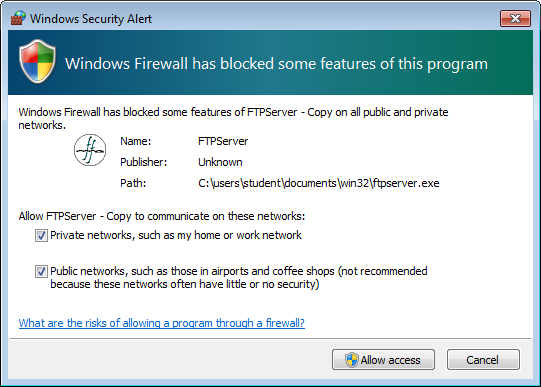 Windows Security Alert
Windows Firewall has blocked some features of this program
Windows Firewall has blocked some features of FTPServer - Copy on all public and private
networks.
Name: FTPServer
Publisher: Unknown
Path: C:\users\student\documents\win32\ftpserver.exe
Allow FTPServer - Copy to communicate on these networks:
Private networks, such as my home or work network
Public networks, such as those in airports and coffee shops (not recommended
because these networks often have little or no security)
What are the risks of allowing a program through a firewall?
Allow access Cancel